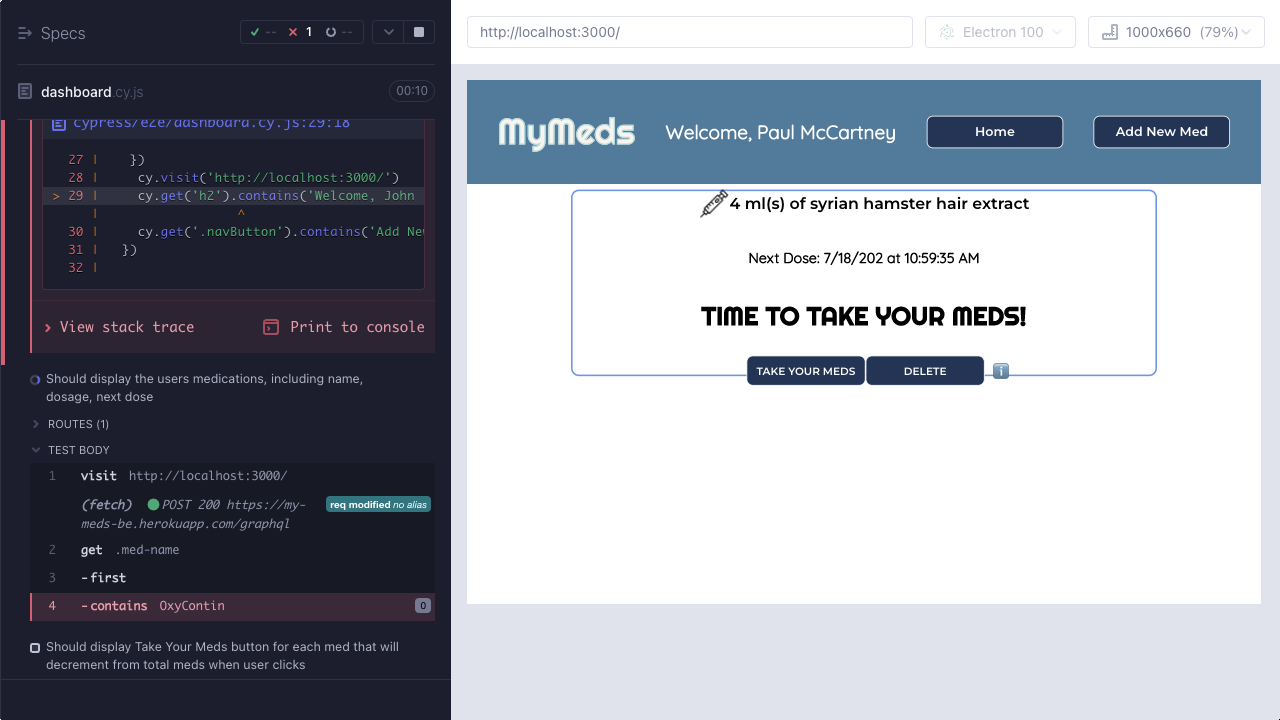 Specs
-- 1 --
dashboard.cy.js 00:10
cypress/e2e/dashboard.cy.js:29:18
27 | })
28 | cy.visit('http://localhost:3000/')
> 29 | cy.get('h2').contains('Welcome, John
| ^
30 | cy.get('.navButton').contains('Add Nev
31 | })
32 |
View stack trace
Print to console
Should display the users medications, including name,
dosage, next dose
ROUTES (1)
TEST BODY
1 visit http://localhost:3000/
(fetch) POST 200 https://my-
meds-be.herokuapp.com/graphql
req modified no alias
2 get .med-name
3 -first
4 -contains OxyContin 0
Should display Take Your Meds button for each med that will
decrement from total meds when user clicks
http://localhost:3000/
Electron 100
1000x660 (79%)
MyMeds
Welcome, Paul McCartney
Home
Add New Med
4 ml(s) of syrian hamster hair extract
Next Dose: 7/18/202 at 10:59:35 AM
TIME TO TAKE YOUR MEDS!
TAKE YOUR MEDS
DELETE
ℹ